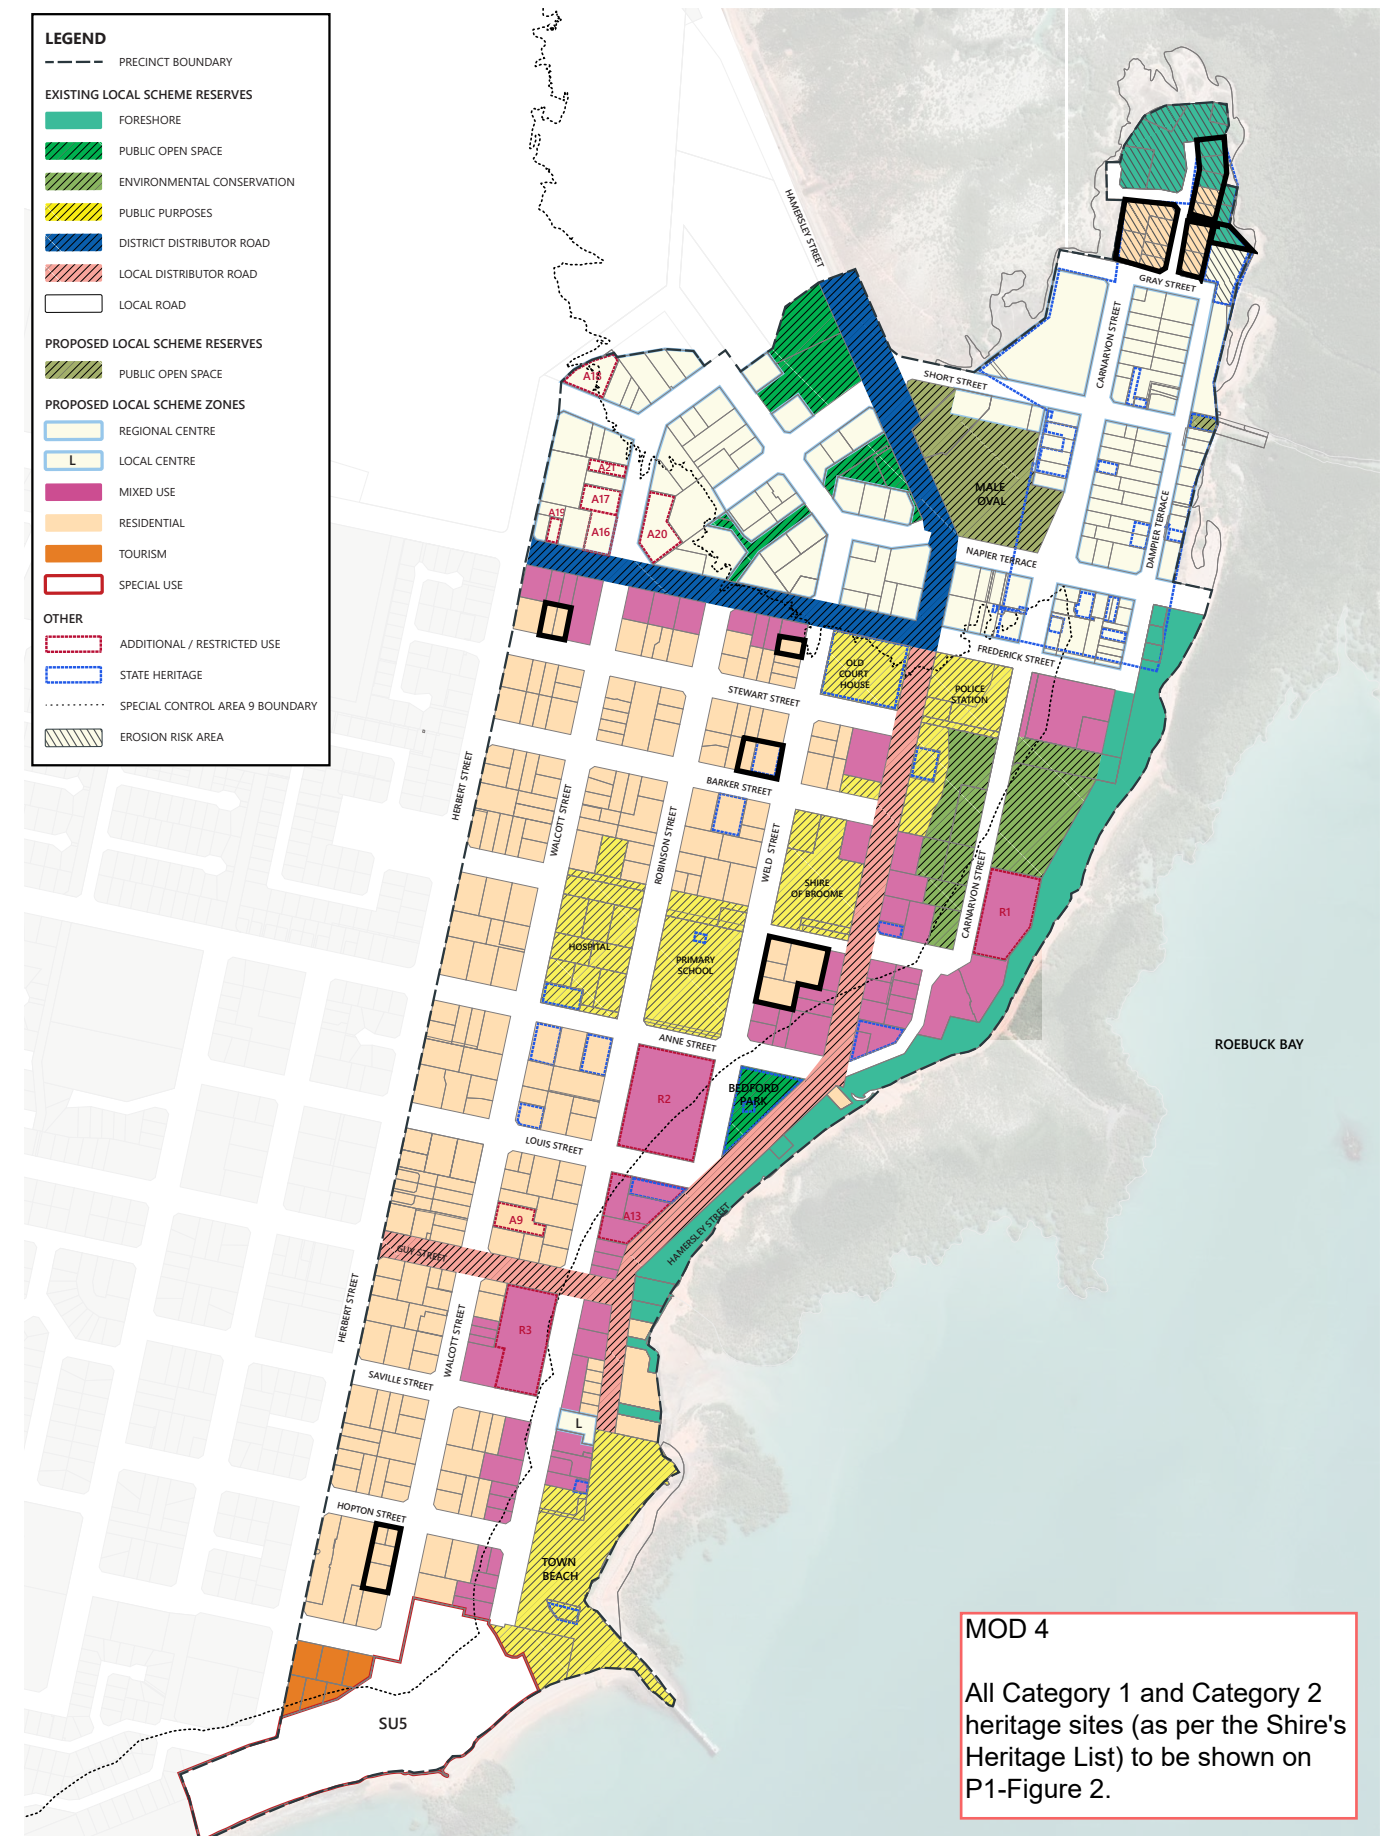 LEGEND
PRECINCT BOUNDARY
EXISTING LOCAL SCHEME RESERVES
FORESHORE
PUBLIC OPEN SPACE
ENVIRONMENTAL CONSERVATION
PUBLIC PURPOSES
DISTRICT DISTRIBUTOR ROAD
LOCAL DISTRIBUTOR ROAD
LOCAL ROAD
PROPOSED LOCAL SCHEME RESERVES
PUBLIC OPEN SPACE
PROPOSED LOCAL SCHEME ZONES
REGIONAL CENTRE
L LOCAL CENTRE
MIXED USE
RESIDENTIAL
TOURISM
SPECIAL USE
OTHER
ADDITIONAL / RESTRICTED USE
STATE HERITAGE
SPECIAL CONTROL AREA 9 BOUNDARY
EROSION RISK AREA
HAMERSLEY STREET
GRAY STREET
CARNARVON STREET
SHORT STREET
A18
A21
A17
A19
A16
A20
MALE
OVAL
DAMPIER TERRACE
NAPIER TERRACE
FREDERICK STREET
OLD
COURT
HOUSE
POLICE
STATION
STEWART STREET
BARKER STREET
HERBERT STREET
WALCOTT STREET
ROBINSON STREET
WELD STREET
SHIRE
OF BROOME
CARNARVON STREET
R1
HOSPITAL
PRIMARY
SCHOOL
ANNE STREET
ROEBUCK BAY
R2
BEDFORD
PARK
LOUIS STREET
A9
A13
HAMERSLEY STREET
GUY STREET
HERBERT STREET
WALCOTT STREET
R3
SAVILLE STREET
L
HOPTON STREET
TOWN
BEACH
SU5
MOD 4
All Category 1 and Category 2
heritage sites (as per the Shire's
Heritage List) to be shown on
P1-Figure 2.